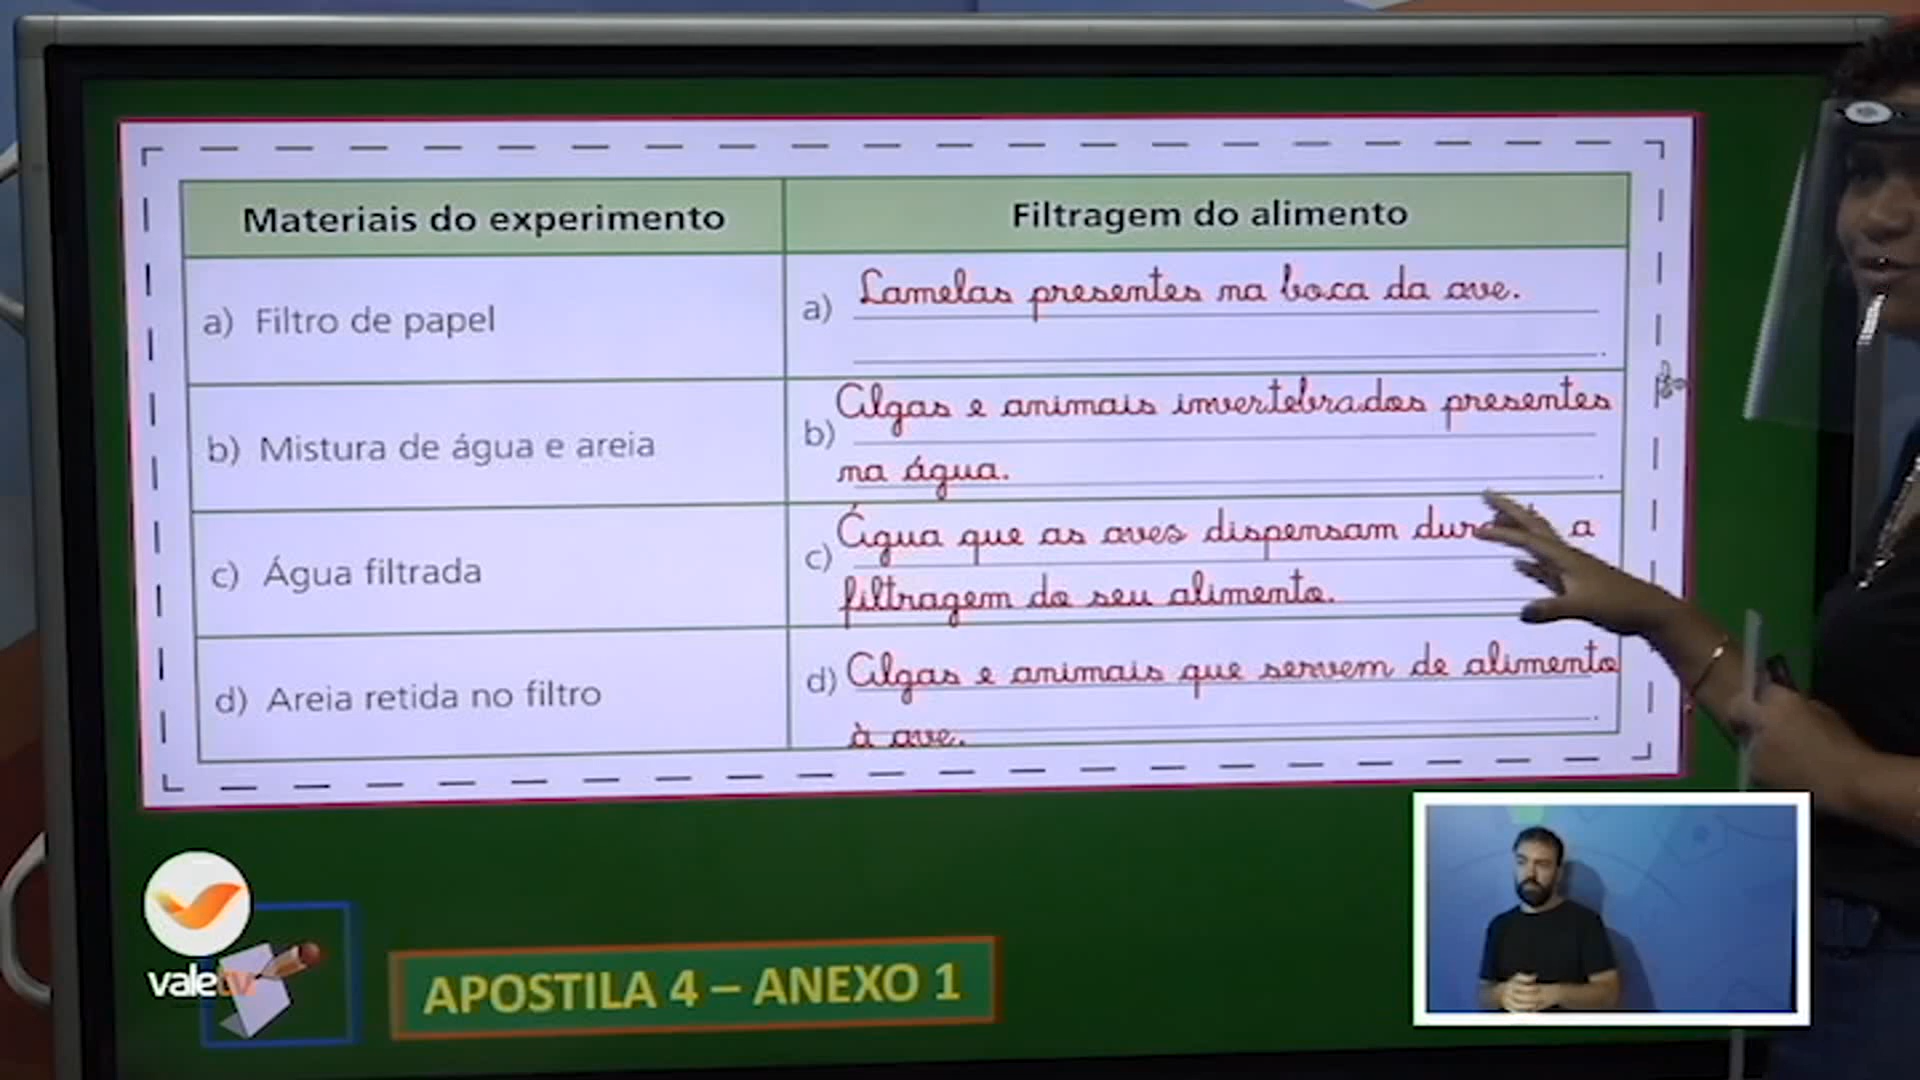 Materiais do experimento
Filtragem do alimento
a) Filtro de papel
a) Lamelas presentes na boca da ave.
b) Mistura de água e areia
b) Algas e animais invertebrados presentes
na água.
c) Água filtrada
c) Água que as aves dispensam a
filtragem do seu alimento.
d) Areia retida no filtro
d) Algas e animais que servem de alimento
à ave.
valetv
APOSTILA 4 – ANEXO 1